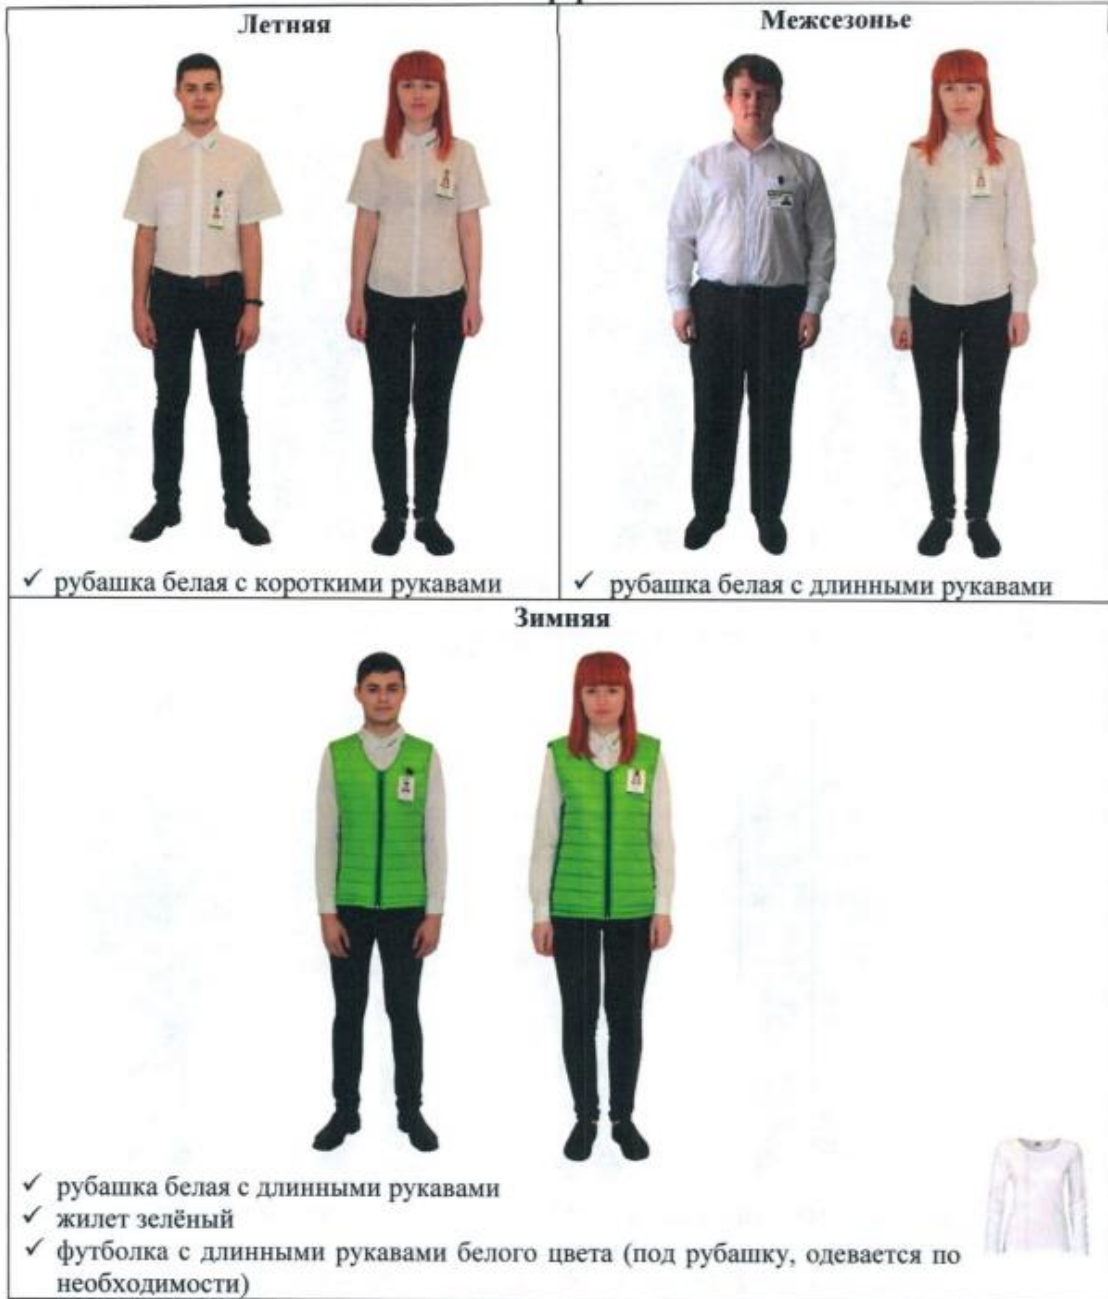 Летняя
Межсезонье
✓ рубашка белая с короткими рукавами
✓ рубашка белая с длинными рукавами
Зимняя
✓ рубашка белая с длинными рукавами
✓ жилет зелёный
✓ футболка с длинными рукавами белого цвета (под рубашку, одевается по
необходимости)